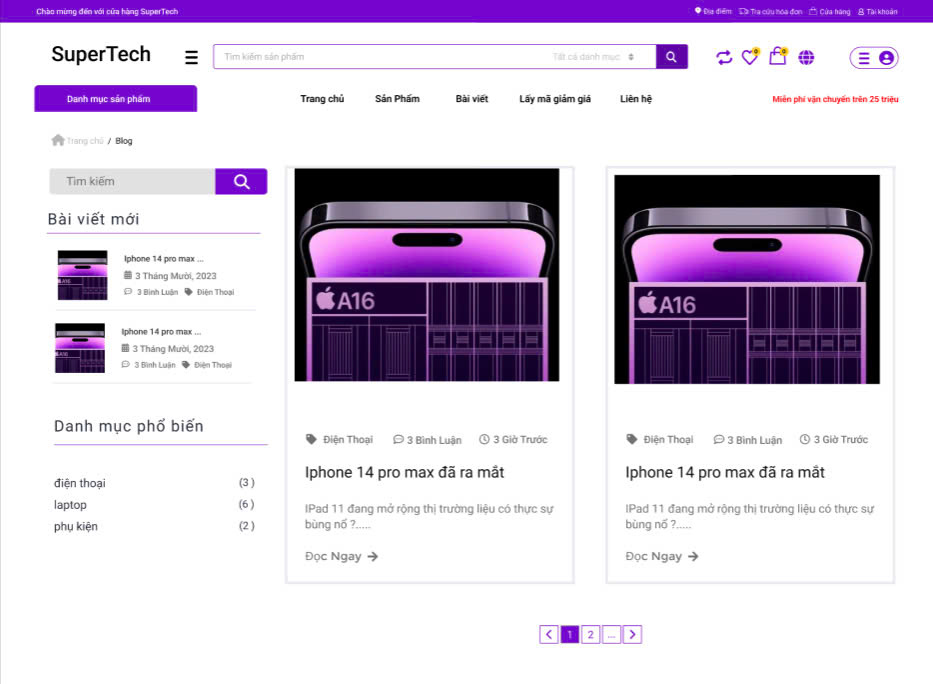 Chào mừng đến với cửa hàng SuperTech
Địa điểm Tra cứu hóa đơn Cửa hàng Tài khoản
SuperTech
Tìm kiếm sản phẩm Tất cả danh mục
0 0
Danh mục sản phẩm
Trang chủ Sản Phẩm Bài viết Lấy mã giảm giá Liên hệ
Miễn phí vận chuyển trên 25 triệu
Trang chủ / Blog
Tìm kiếm
Bài viết mới
A16
Iphone 14 pro max ...
3 Tháng Mười, 2023
3 Bình Luận Điện Thoại
A16
Iphone 14 pro max ...
3 Tháng Mười, 2023
3 Bình Luận Điện Thoại
Danh mục phổ biến
điện thoại (3 )
laptop (6 )
phụ kiện (2 )
A16
Điện Thoại 3 Bình Luận 3 Giờ Trước
Iphone 14 pro max đã ra mắt
IPad 11 đang mở rộng thị trường liệu có thực sự
bùng nổ ?.....
Đọc Ngay
A16
Điện Thoại 3 Bình Luận 3 Giờ Trước
Iphone 14 pro max đã ra mắt
IPad 11 đang mở rộng thị trường liệu có thực sự
bùng nổ ?.....
Đọc Ngay
1 2 ...